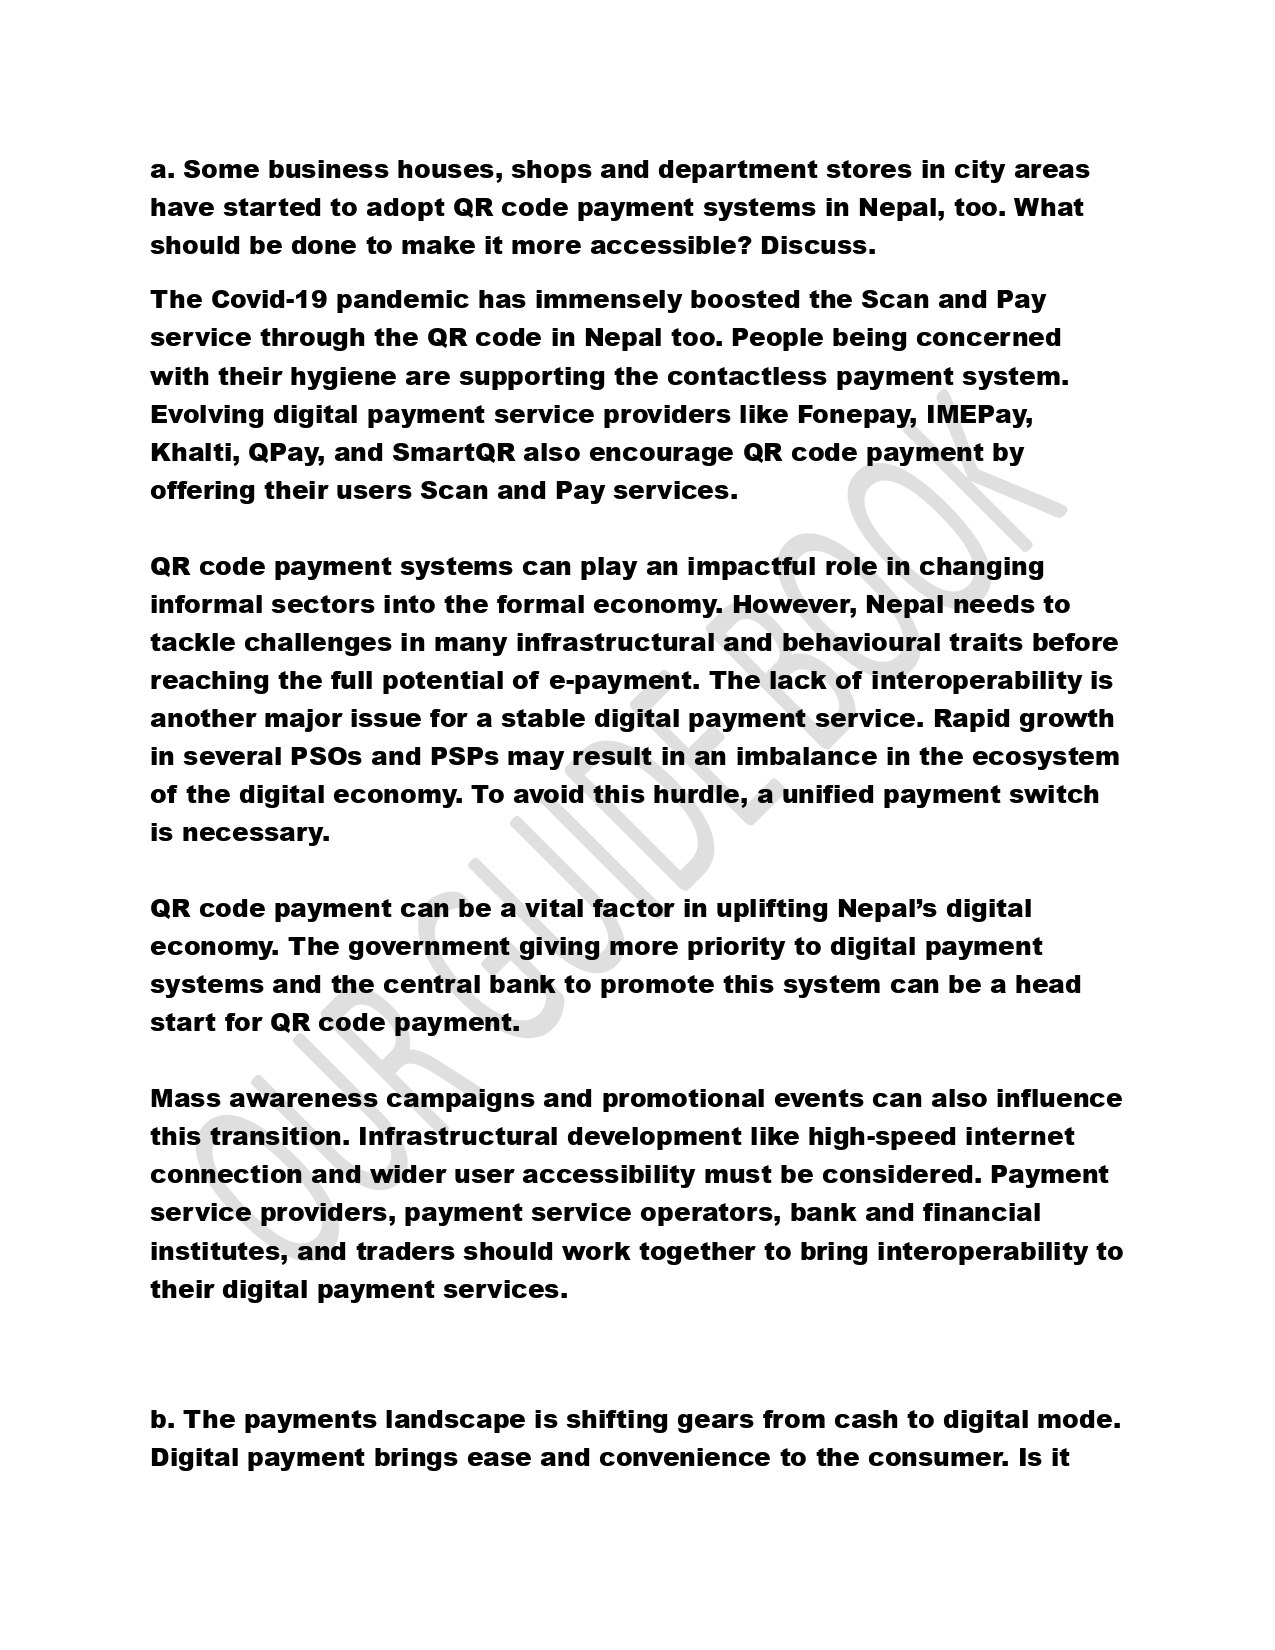 a. Some business houses, shops and department stores in city areas
have started to adopt QR code payment systems in Nepal, too. What
should be done to make it more accessible? Discuss.
The Covid-19 pandemic has immensely boosted the Scan and Pay
service through the QR code in Nepal too. People being concerned
with their hygiene are supporting the contactless payment system.
Evolving digital payment service providers like Fonepay, IMEPay,
Khalti, QPay, and SmartQR also encourage QR code payment by
offering their users Scan and Pay services.
QR code payment systems can play an impactful role in changing
informal sectors into the formal economy. However, Nepal needs to
tackle challenges in many infrastructural and behavioural traits before
reaching the full potential of e-payment. The lack of interoperability is
another major issue for a stable digital payment service. Rapid growth
in several PSOs and PSPs may result in an imbalance in the ecosystem
of the digital economy. To avoid this hurdle, a unified payment switch
is necessary.
QR code payment can be a vital factor in uplifting Nepal’s digital
economy. The government giving more priority to digital payment
systems and the central bank to promote this system can be a head
start for QR code payment.
Mass awareness campaigns and promotional events can also influence
this transition. Infrastructural development like high-speed internet
connection and wider user accessibility must be considered. Payment
service providers, payment service operators, bank and financial
institutes, and traders should work together to bring interoperability to
their digital payment services.
b. The payments landscape is shifting gears from cash to digital mode.
Digital payment brings ease and convenience to the consumer. Is it
OUR GUIDE BOOK